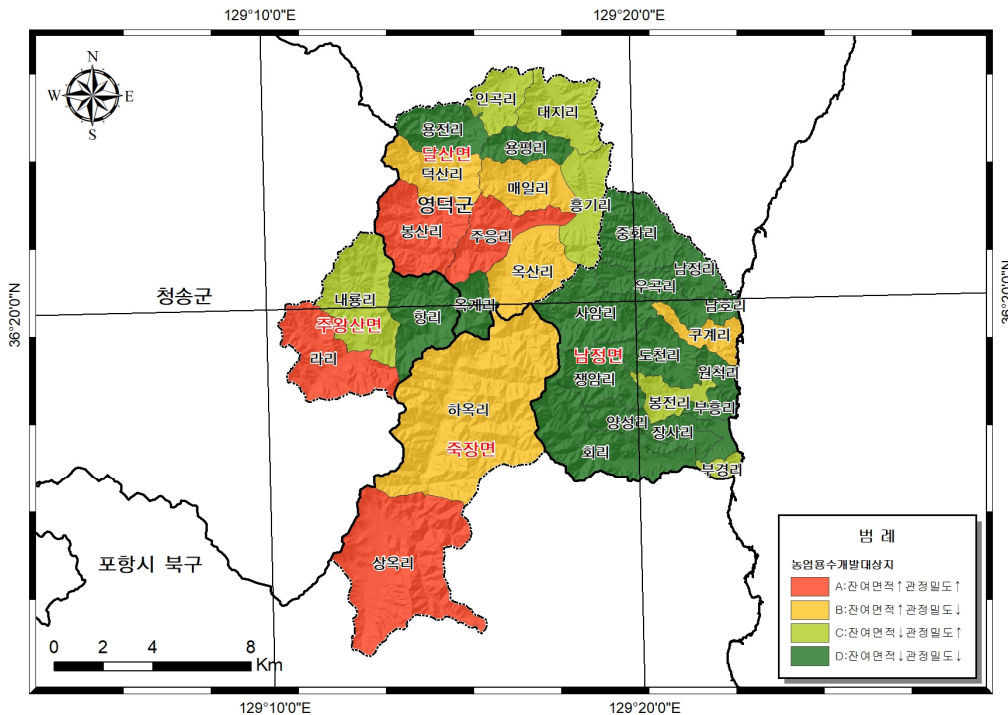 129°10'0"E
129°20'0"E
N
W
E
S
인곡리
대지리
용전리
달산면
용평리
덕산리
매일리
영덕군
흥기리
봉산리
주응리
중화리
옥산리
남정리
우곡리
청송군
내룡리
옥계리
항리
사암리
남호리
36°20'0"N
36°20'0"N
주왕산면
구계리
라리
남정면
도천리
쟁암리
원척리
하옥리
봉전리
부흥리
양성리
장사리
죽장면
회리
부경리
포항시 북구
상옥리
범 례
농업용수개발대상지
A:잔여면적↑관정밀도↑
B:잔여면적↑관정밀도↓
C:잔여면적↓관정밀도↑
D:잔여면적↓관정밀도↓
0 2 4 8
Km
129°10'0"E
129°20'0"E